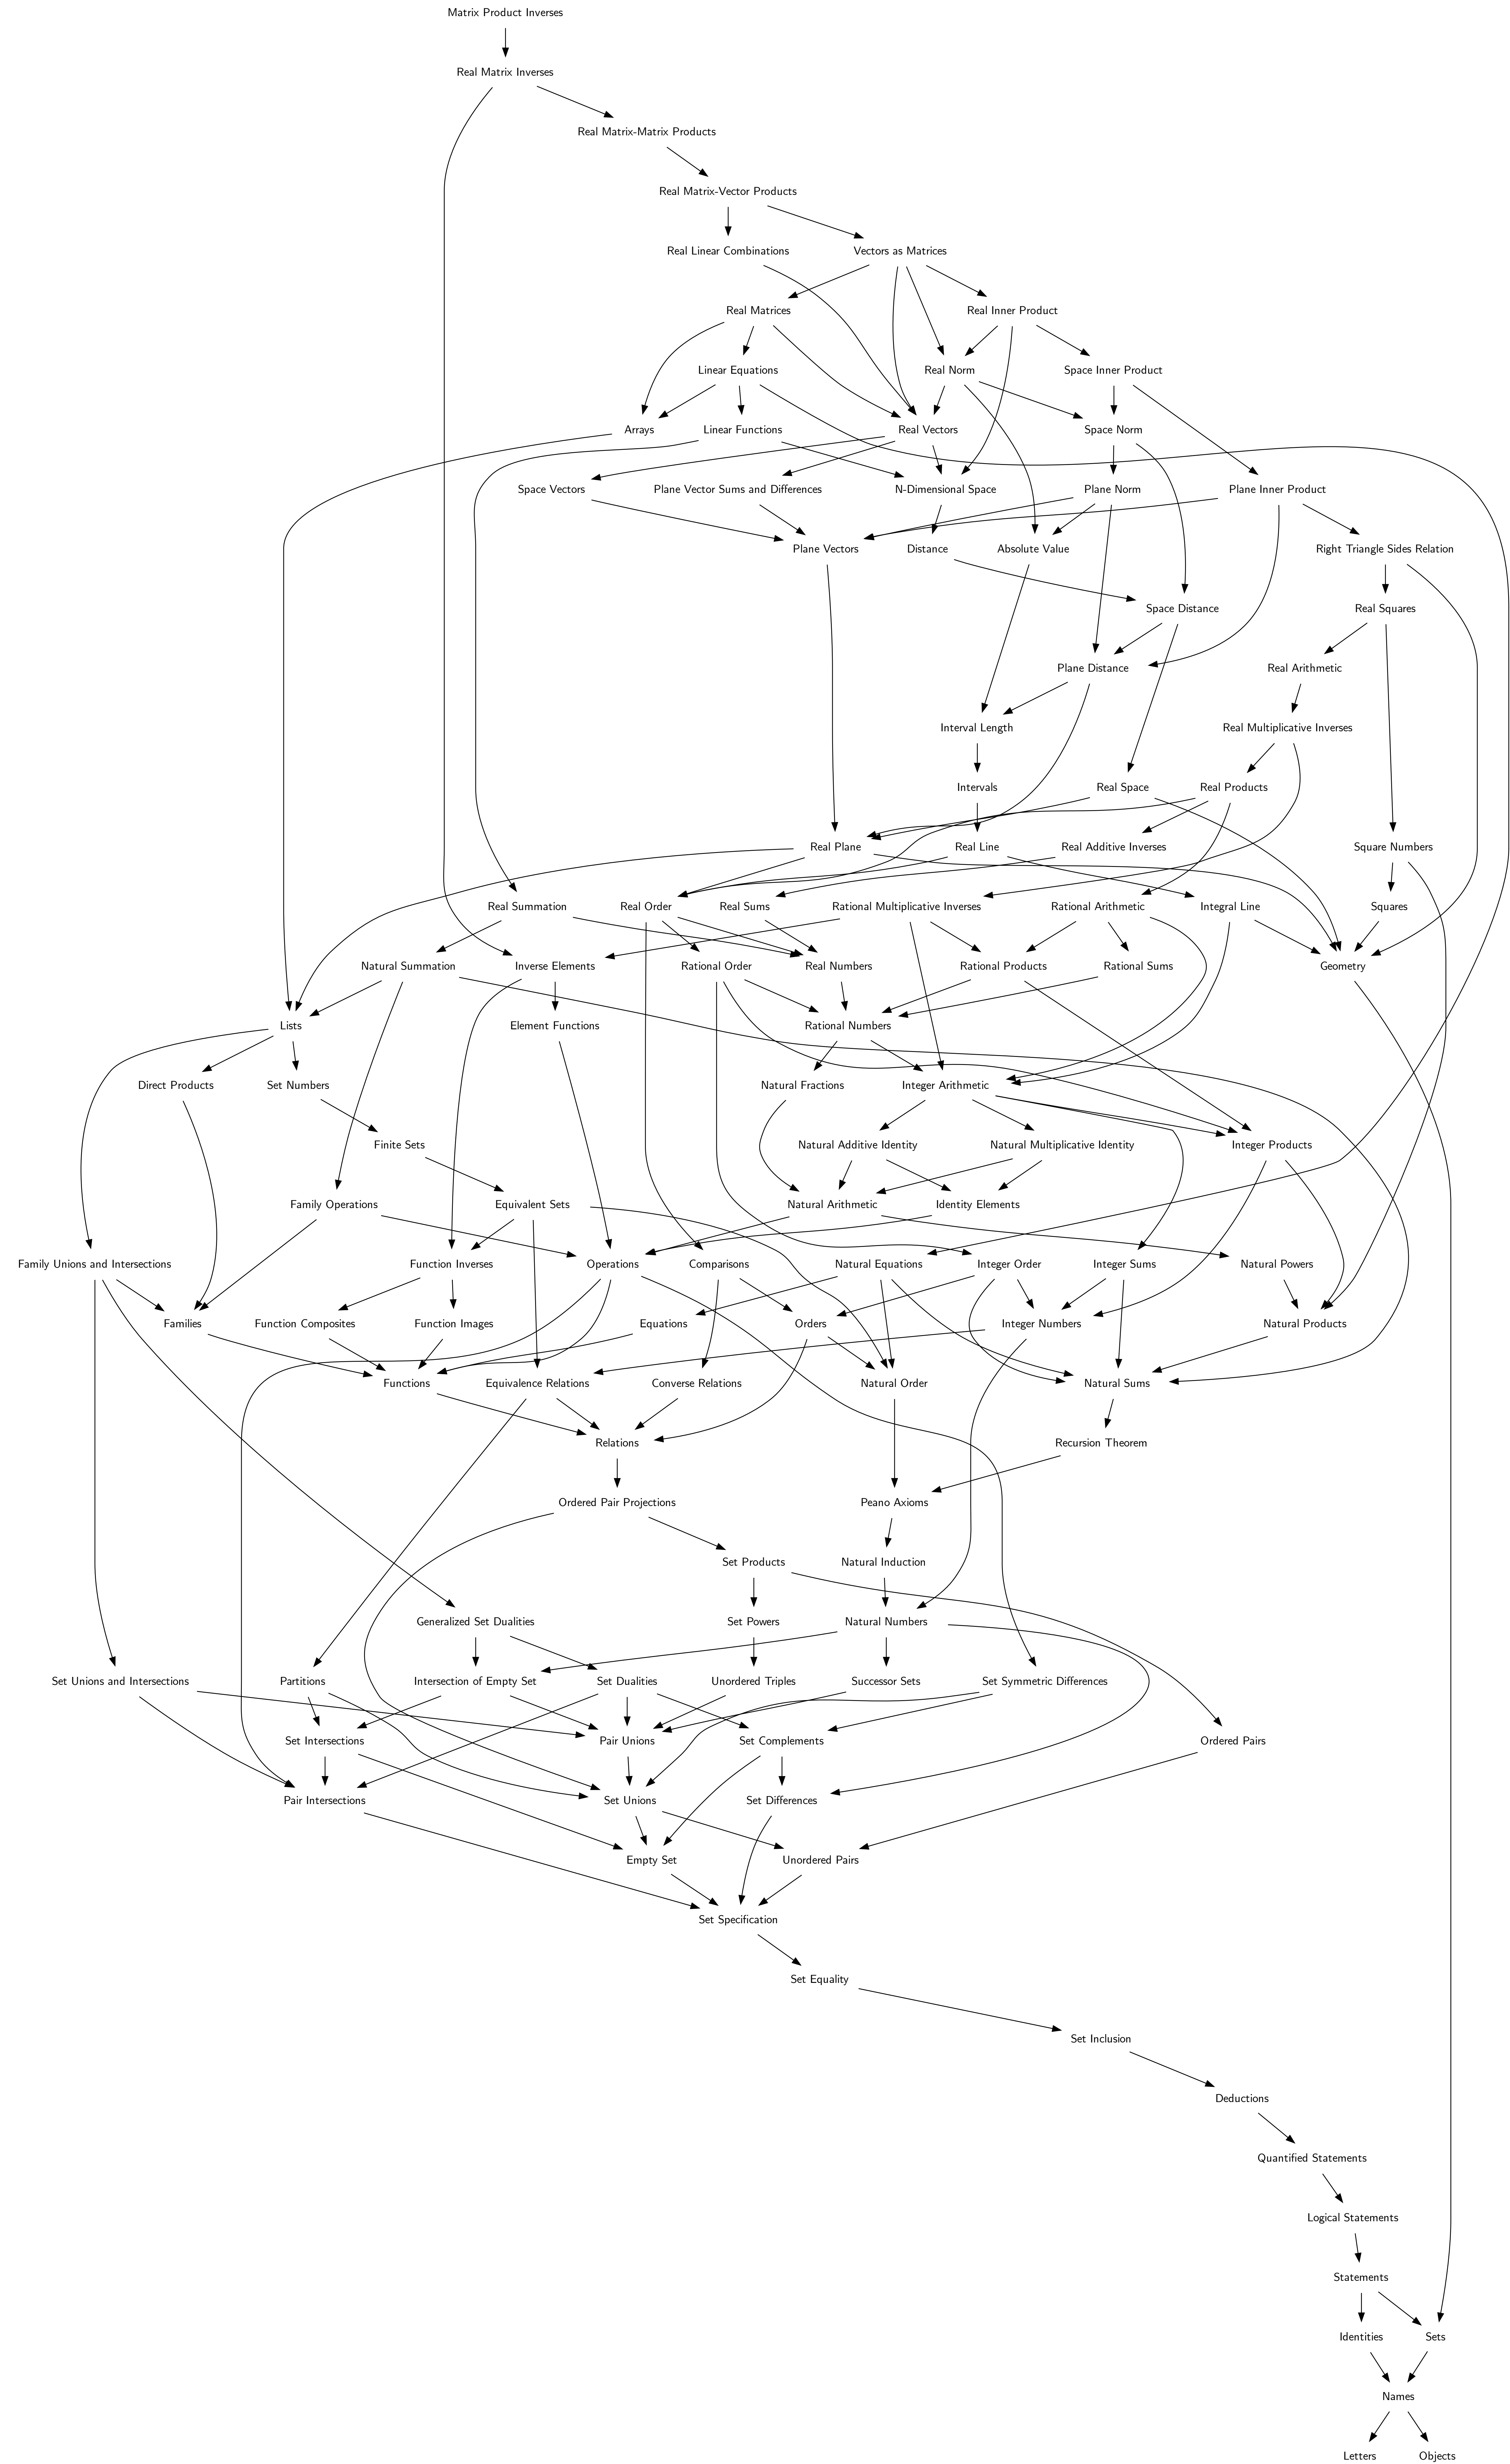 Matrix Product Inverses
Real Matrix Inverses
Real Matrix-Matrix Products
Real Matrix-Vector Products
Real Linear Combinations
Vectors as Matrices
Real Matrices
Real Inner Product
Linear Equations
Real Norm
Space Inner Product
Arrays
Linear Functions
Real Vectors
Space Norm
Space Vectors
Plane Vector Sums and Differences
N-Dimensional Space
Plane Norm
Plane Inner Product
Plane Vectors
Distance
Absolute Value
Right Triangle Sides Relation
Space Distance
Real Squares
Plane Distance
Real Arithmetic
Interval Length
Real Multiplicative Inverses
Intervals
Real Space
Real Products
Real Plane
Real Line
Real Additive Inverses
Square Numbers
Real Summation
Real Order
Real Sums
Rational Multiplicative Inverses
Rational Arithmetic
Integral Line
Squares
Natural Summation
Inverse Elements
Rational Order
Real Numbers
Rational Products
Rational Sums
Geometry
Lists
Element Functions
Rational Numbers
Direct Products
Set Numbers
Natural Fractions
Integer Arithmetic
Finite Sets
Natural Additive Identity
Natural Multiplicative Identity
Integer Products
Family Operations
Equivalent Sets
Natural Arithmetic
Identity Elements
Family Unions and Intersections
Function Inverses
Operations
Comparisons
Natural Equations
Integer Order
Integer Sums
Natural Powers
Families
Function Composites
Function Images
Equations
Orders
Integer Numbers
Natural Products
Functions
Equivalence Relations
Converse Relations
Natural Order
Natural Sums
Relations
Recursion Theorem
Ordered Pair Projections
Peano Axioms
Set Products
Natural Induction
Generalized Set Dualities
Set Powers
Natural Numbers
Set Unions and Intersections
Partitions
Intersection of Empty Set
Set Dualities
Unordered Triples
Successor Sets
Set Symmetric Differences
Set Intersections
Pair Unions
Set Complements
Ordered Pairs
Pair Intersections
Set Unions
Set Differences
Empty Set
Unordered Pairs
Set Specification
Set Equality
Set Inclusion
Deductions
Quantified Statements
Logical Statements
Statements
Identities
Sets
Names
Letters
Objects